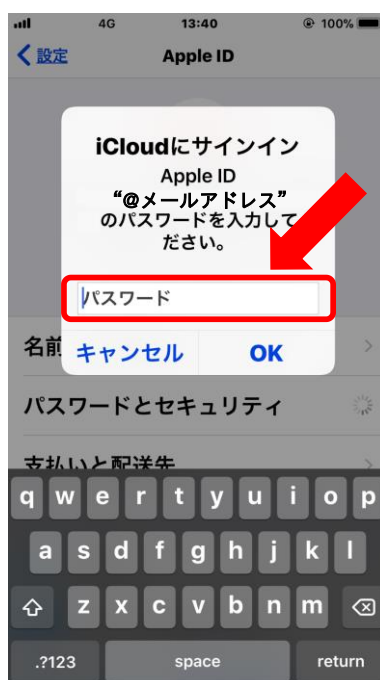 4G 13:40 100%
設定 Apple ID
iCloudにサインイン
Apple ID
“@メールアドレス”
のパスワードを入力して
ださい。
パスワード
名前
キャンセル OK
パスワードとセキュリティ
支払いと配送先
q w e r t y u i o p
a s d f g h j k l
z x c v b n m
.?123 space return